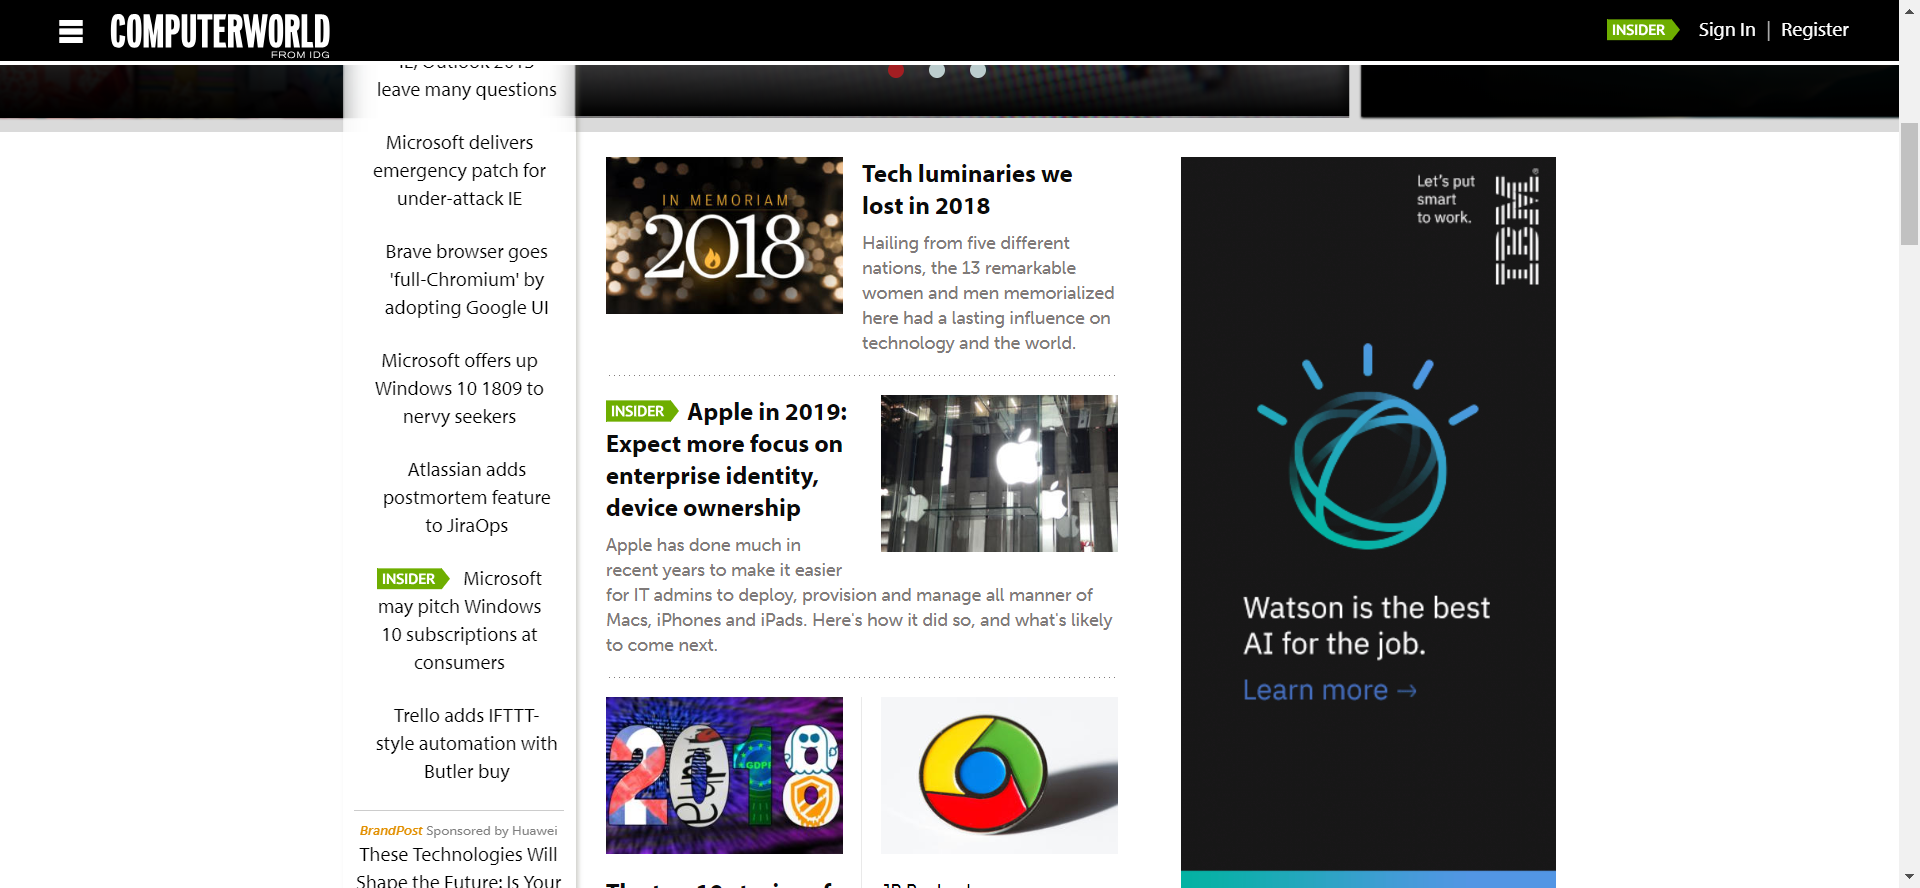 COMPUTERWORLD
FROM IDG
INSIDER
Sign In | Register
IE, Outlook 2013
leave many questions
Microsoft delivers
emergency patch for
under-attack IE
Brave browser goes
'full-Chromium' by
adopting Google UI
Microsoft offers up
Windows 10 1809 to
nervy seekers
Atlassian adds
postmortem feature
to JiraOps
INSIDER Microsoft
may pitch Windows
10 subscriptions at
consumers
Trello adds IFTTT-
style automation with
Butler buy
BrandPost Sponsored by Huawei
These Technologies Will
Shape the Future: Is Your
IN MEMORIAM
2018
Tech luminaries we
lost in 2018
Hailing from five different
nations, the 13 remarkable
women and men memorialized
here had a lasting influence on
technology and the world.
INSIDER Apple in 2019:
Expect more focus on
enterprise identity,
device ownership
Apple has done much in
recent years to make it easier
for IT admins to deploy, provision and manage all manner of
Macs, iPhones and iPads. Here's how it did so, and what's likely
to come next.
2018
GDPR
Let's put
smart
to work.
IBM
Watson is the best
AI for the job.
Learn more →